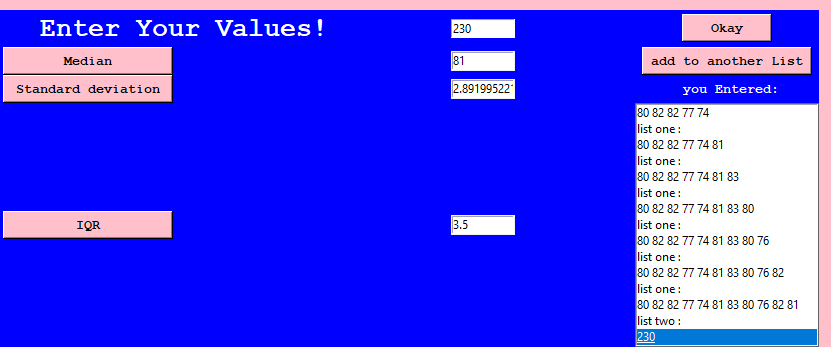 Enter Your Values!
230
Okay
Median
81
add to another List
Standard deviation
2.891995221
you Entered:
80 82 82 77 74
list one :
80 82 82 77 74 81
list one :
80 82 82 77 74 81 83
list one :
80 82 82 77 74 81 83 80
list one :
80 82 82 77 74 81 83 80 76
list one :
80 82 82 77 74 81 83 80 76 82
list one :
80 82 82 77 74 81 83 80 76 82 81
list two :
230
IQR
3.5